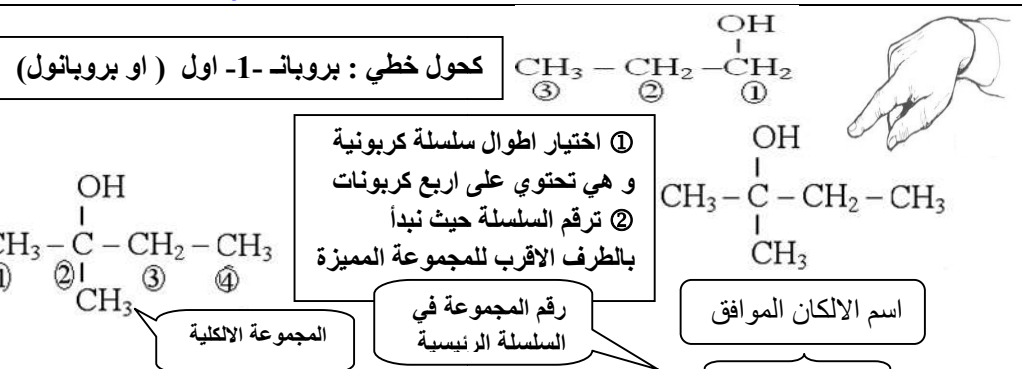 OH
كحول خطي : بروبانـ -1- اول ( او بروبانول)
CH₃ – CH₂ – CH₂
③ ② ①
① اختيار اطوال سلسلة كربونية
و هي تحتوي على اربع كربونات
② ترقم السلسلة حيث نبدأ
بالطرف الاقرب للمجموعة المميزة
OH
CH₃ – C – CH₂ – CH₃
CH₃
OH
CH₃ – C – CH₂ – CH₃
① ② ③ ④
CH₃
المجموعة الالكلية
رقم المجموعة في
السلسلة الرئيسية
اسم الالكان الموافق